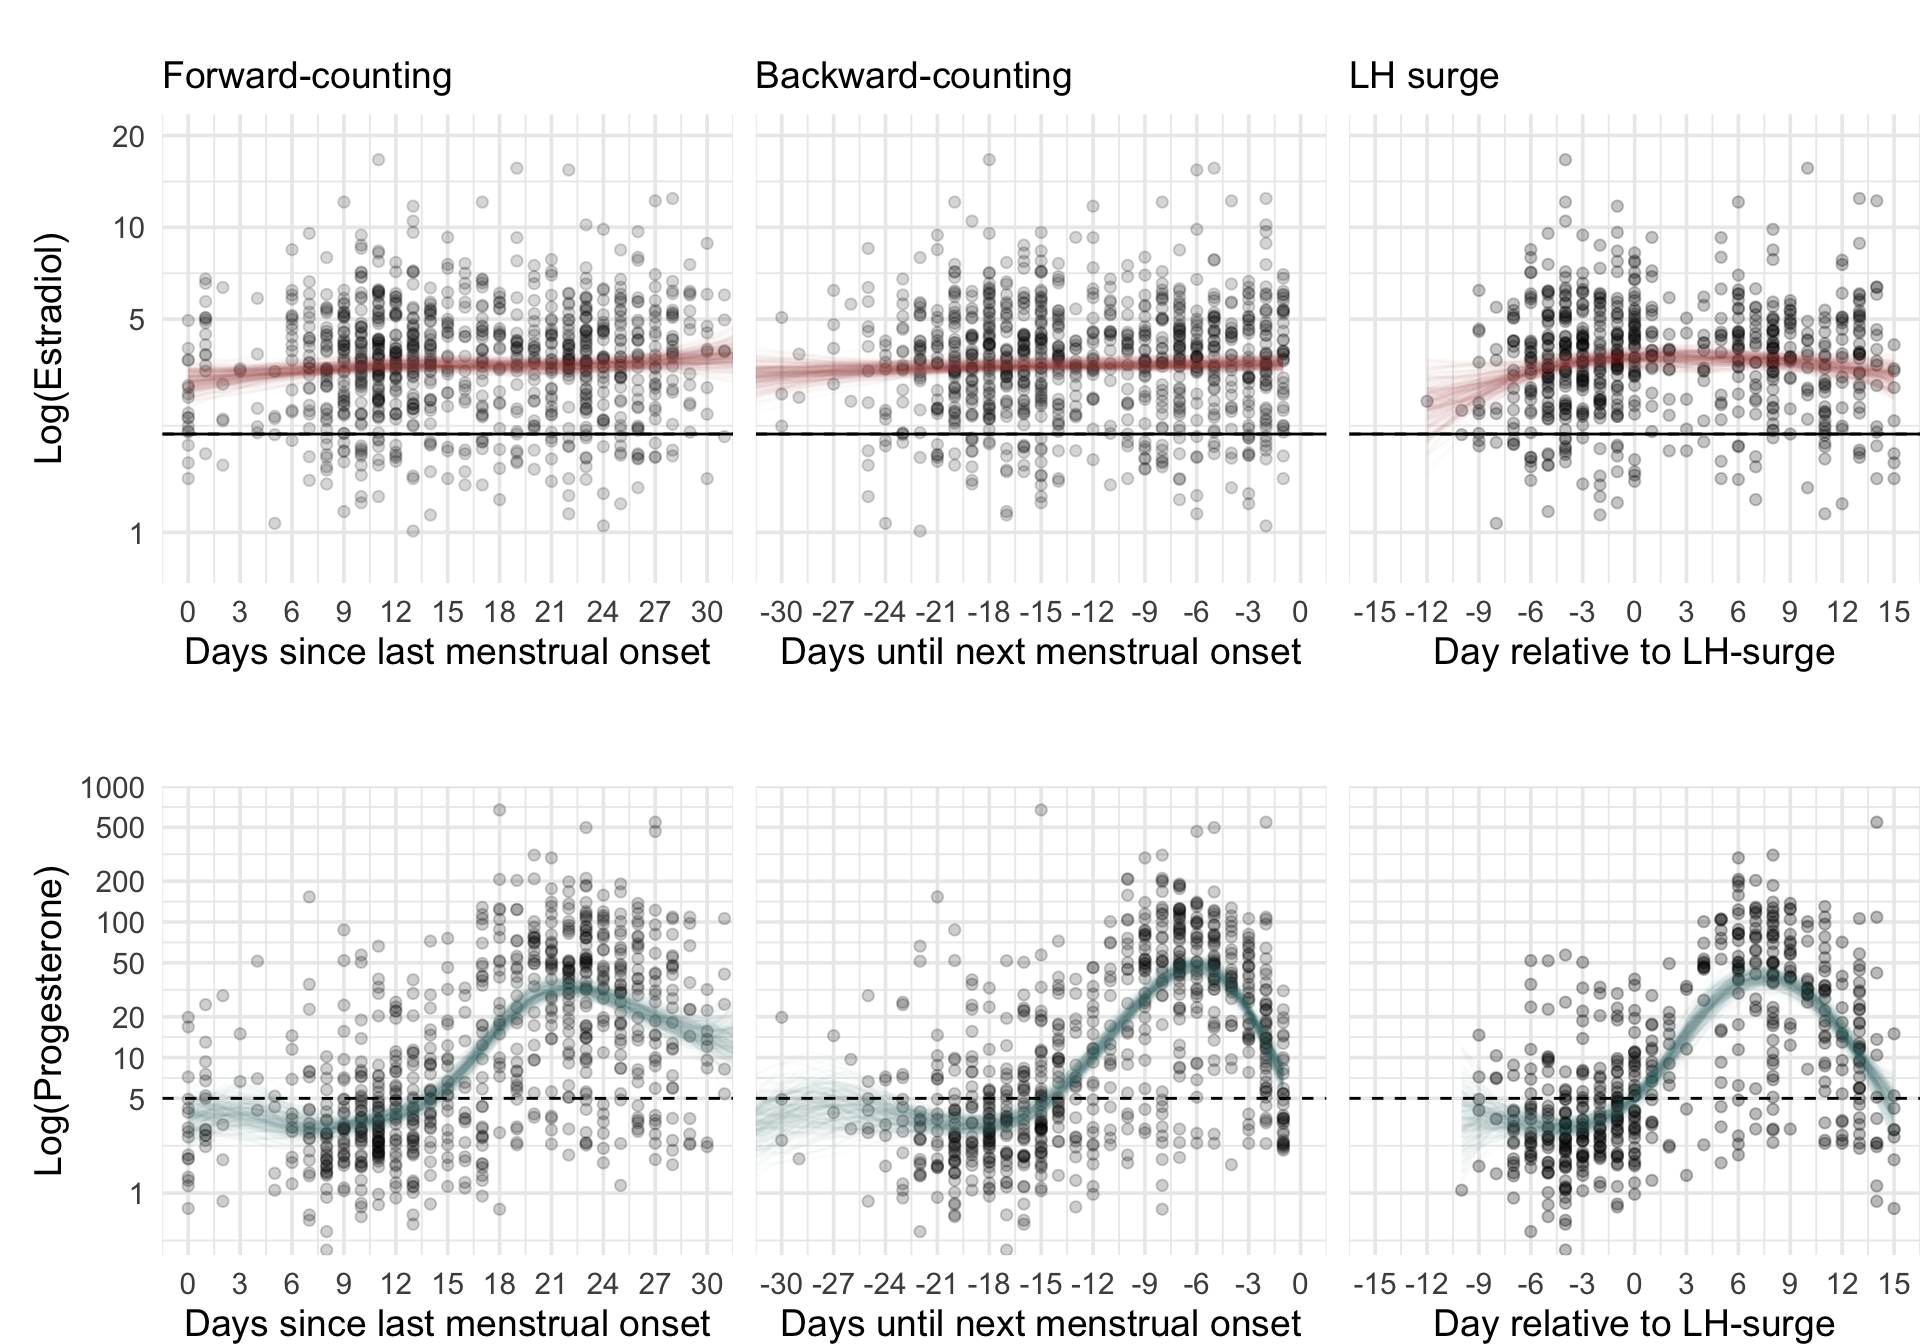 Forward-counting
Backward-counting
LH surge
Log(Estradiol)
20
10
5
1
0 3 6 9 12 15 18 21 24 27 30
-30 -27 -24 -21 -18 -15 -12 -9 -6 -3 0
-15 -12 -9 -6 -3 0 3 6 9 12 15
Days since last menstrual onset
Days until next menstrual onset
Day relative to LH-surge
Log(Progesterone)
1000
500
200
100
50
20
10
5
1
0 3 6 9 12 15 18 21 24 27 30
-30 -27 -24 -21 -18 -15 -12 -9 -6 -3 0
-15 -12 -9 -6 -3 0 3 6 9 12 15
Days since last menstrual onset
Days until next menstrual onset
Day relative to LH-surge